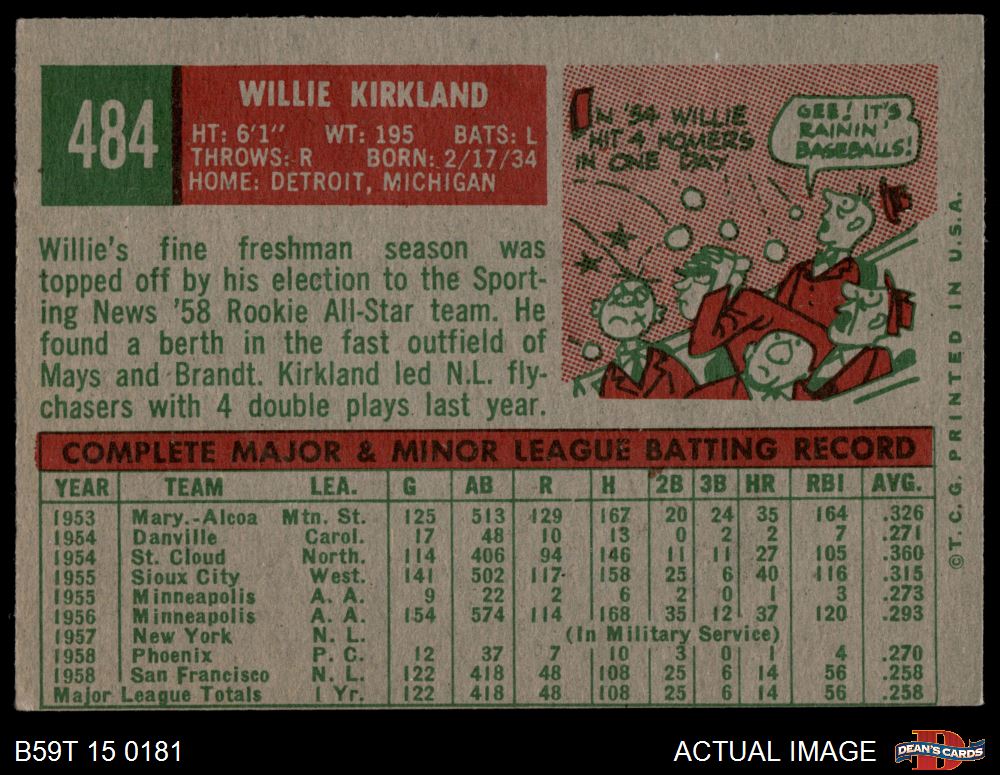 484
WILLIE KIRKLAND
HT: 6'1" WT: 195 BATS: L
THROWS: R BORN: 2/17/34
HOME: DETROIT, MICHIGAN
IN '54 WILLIE
HIT 4 HOMERS
IN ONE DAY
GEE! IT'S
RAININ'
BASEBALLS!
Willie's fine freshman season was
topped off by his election to the Sport-
ing News '58 Rookie All-Star team. He
found a berth in the fast outfield of
Mays and Brandt. Kirkland led N.L. fly-
chasers with 4 double plays last year.
COMPLETE MAJOR & MINOR LEAGUE BATTING RECORD
YEAR TEAM LEA. G AB R H 2B 3B HR RBI AVG.
1953 Mary.-Alcoa Mtn. St. 125 513 129 167 20 24 35 164 .326
1954 Danville Carol. 17 48 10 13 0 2 2 7 .271
1954 St. Cloud North. 114 406 94 146 11 11 27 105 .360
1955 Sioux City West. 141 502 117 158 25 6 40 116 .315
1955 Minneapolis A. A. 9 22 2 6 2 0 1 3 .273
1956 Minneapolis A. A. 154 574 114 168 35 12 37 120 .293
1957 New York N. L. (In Military Service)
1958 Phoenix P. C. 12 37 7 10 3 0 1 4 .270
1958 San Francisco N. L. 122 418 48 108 25 6 14 56 .258
Major League Totals 1 Yr. 122 418 48 108 25 6 14 56 .258
©T. C. G. PRINTED IN U.S.A.
B59T 15 0181
ACTUAL IMAGE
DEAN'S CARDS